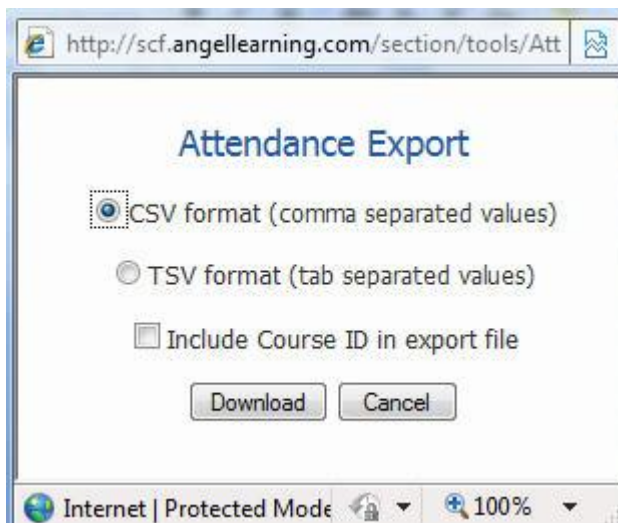 http://scf.angellearning.com/section/tools/Att
Attendance Export
CSV format (comma separated values)
TSV format (tab separated values)
Include Course ID in export file
Download Cancel
Internet | Protected Mode 100%